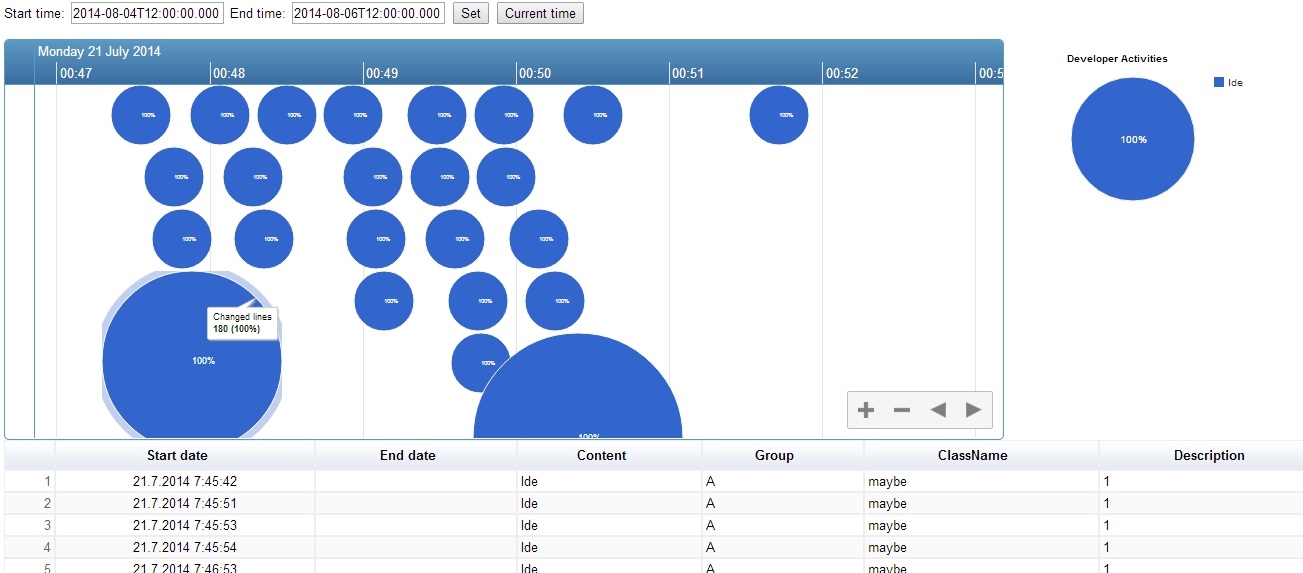 Start time: 2014-08-04T12:00:00.000 End time: 2014-08-06T12:00:00.000 Set Current time
Monday 21 July 2014
00:47 00:48 00:49 00:50 00:51 00:52 00:5
Developer Activities
Ide
100%
100% 100% 100% 100% 100% 100% 100% 100%
100% 100% 100% 100% 100%
100% 100% 100% 100% 100%
100% 100% 100%
Changed lines
180 (100%)
100% 100%
100%
Start date End date Content Group ClassName Description
1 21.7.2014 7:45:42 Ide A maybe 1
2 21.7.2014 7:45:51 Ide A maybe 1
3 21.7.2014 7:45:53 Ide A maybe 1
4 21.7.2014 7:45:54 Ide A maybe 1
5 21.7.2014 7:46:53 Ide A maybe 1